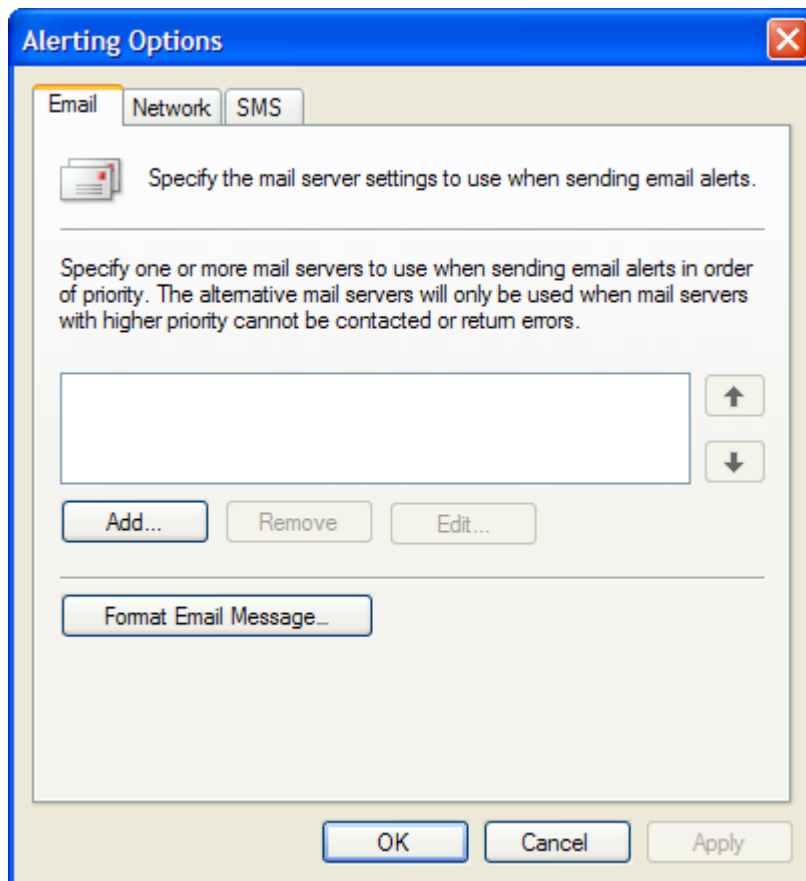 Alerting Options
Email Network SMS
Specify the mail server settings to use when sending email alerts.
Specify one or more mail servers to use when sending email alerts in order
of priority. The alternative mail servers will only be used when mail servers
with higher priority cannot be contacted or return errors.
Add... Remove Edit...
Format Email Message...
OK Cancel Apply